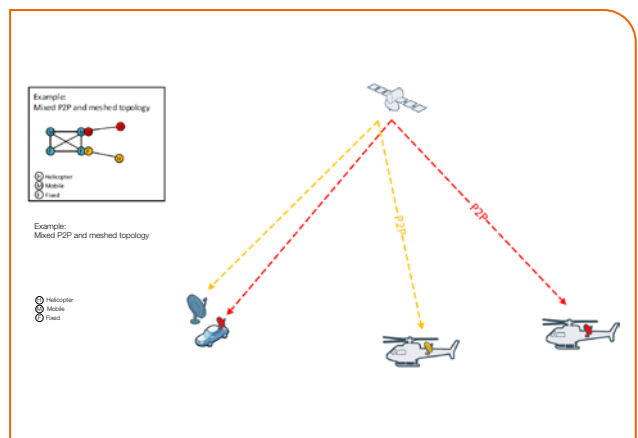 Example:
Mixed P2P and meshed topology
H Helicopter
M Mobile
F Fixed
Example:
Mixed P2P and meshed topology
H Helicopter
M Mobile
F Fixed
P2P
P2P